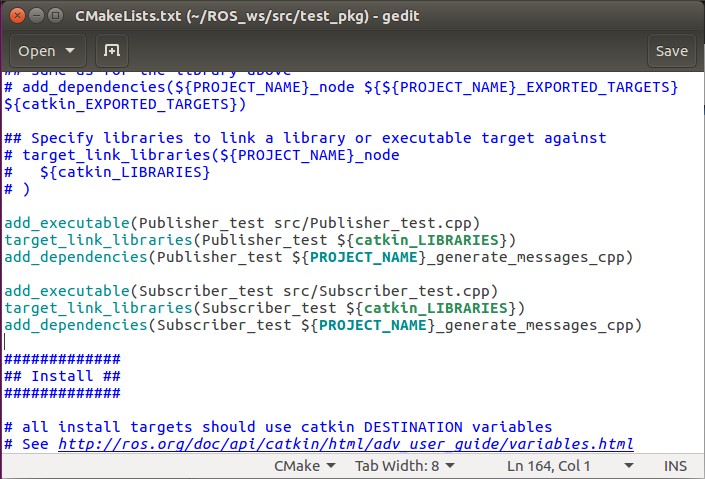 CMakeLists.txt (~/ROS_ws/src/test_pkg) - gedit
Open
Save
## Same as for the library above
# add_dependencies(${PROJECT_NAME}_node ${${PROJECT_NAME}_EXPORTED_TARGETS}
${catkin_EXPORTED_TARGETS})
## Specify libraries to link a library or executable target against
# target_link_libraries(${PROJECT_NAME}_node
#   ${catkin_LIBRARIES}
# )
add_executable(Publisher_test src/Publisher_test.cpp)
target_link_libraries(Publisher_test ${catkin_LIBRARIES})
add_dependencies(Publisher_test ${PROJECT_NAME}_generate_messages_cpp)
add_executable(Subscriber_test src/Subscriber_test.cpp)
target_link_libraries(Subscriber_test ${catkin_LIBRARIES})
add_dependencies(Subscriber_test ${PROJECT_NAME}_generate_messages_cpp)
#############
## Install ##
#############
# all install targets should use catkin DESTINATION variables
# See http://ros.org/doc/api/catkin/html/adv_user_guide/variables.html
CMake
Tab Width: 8
Ln 164, Col 1
INS